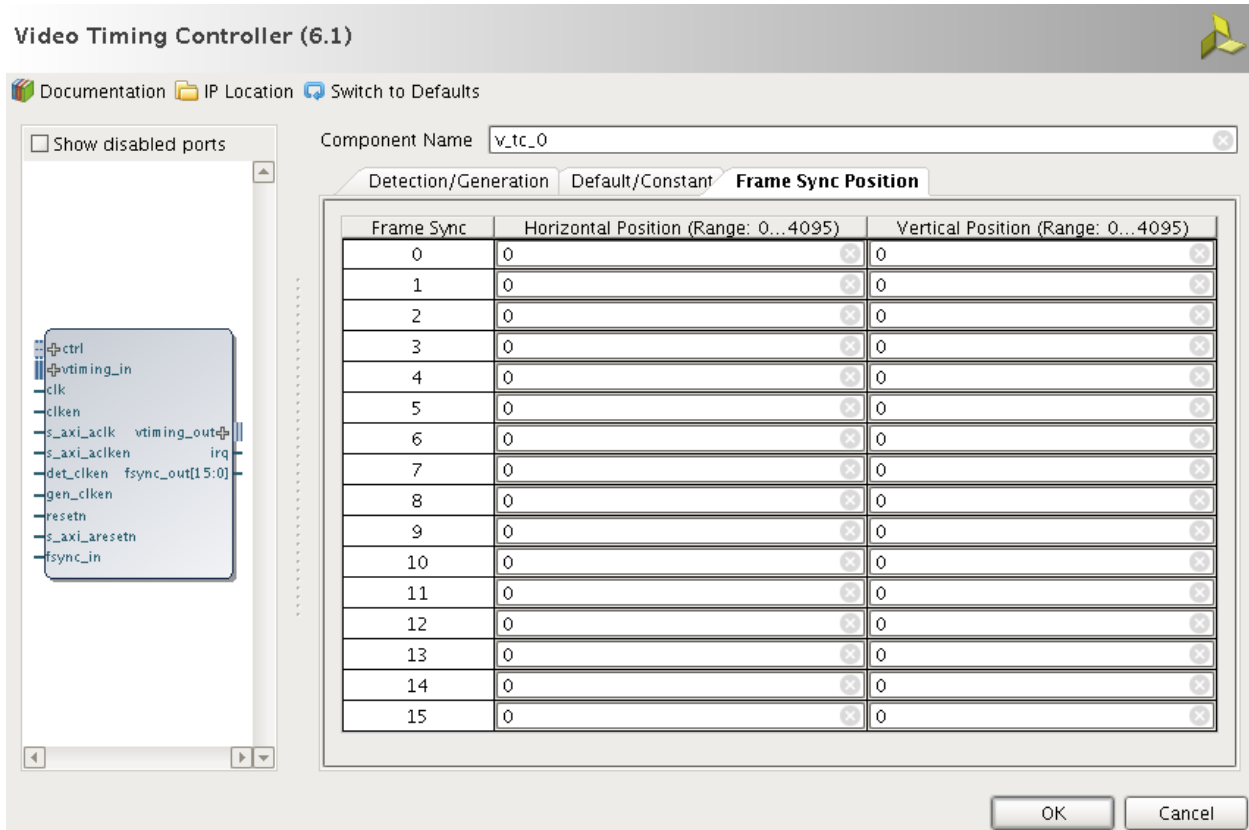 Video Timing Controller (6.1)
Documentation IP Location Switch to Defaults
Show disabled ports
Component Name v_tc_0
Detection/Generation Default/Constant Frame Sync Position
ctrl
vtiming_in
clk
clken
s_axi_aclk vtiming_out
s_axi_aclken irq
det_clken fsync_out[15:0]
gen_clken
resetn
s_axi_aresetn
fsync_in
Frame Sync Horizontal Position (Range: 0...4095) Vertical Position (Range: 0...4095)
0 0 0
1 0 0
2 0 0
3 0 0
4 0 0
5 0 0
6 0 0
7 0 0
8 0 0
9 0 0
10 0 0
11 0 0
12 0 0
13 0 0
14 0 0
15 0 0
OK Cancel